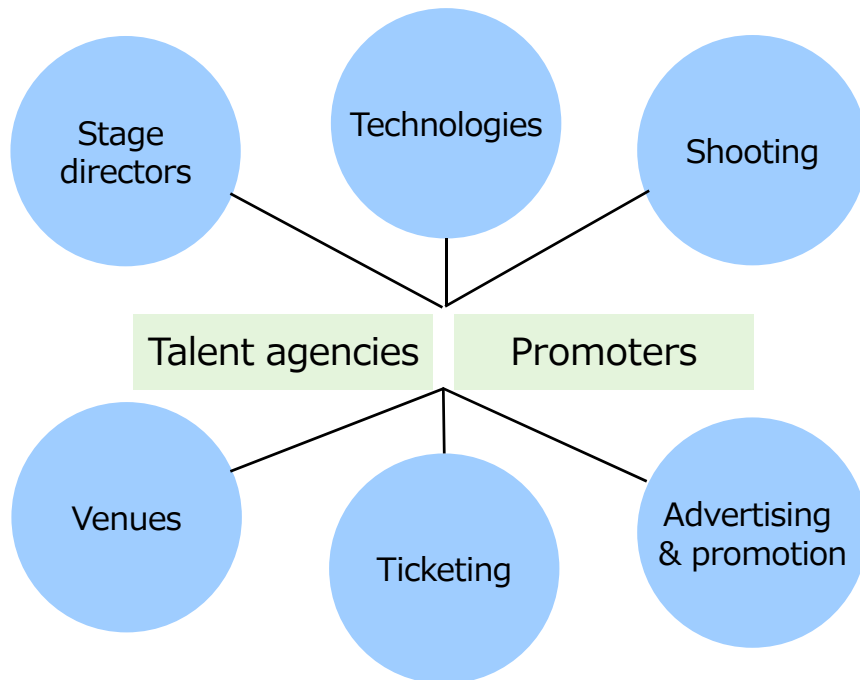 Stage
directors
Technologies
Shooting
Talent agencies
Promoters
Venues
Ticketing
Advertising
& promotion